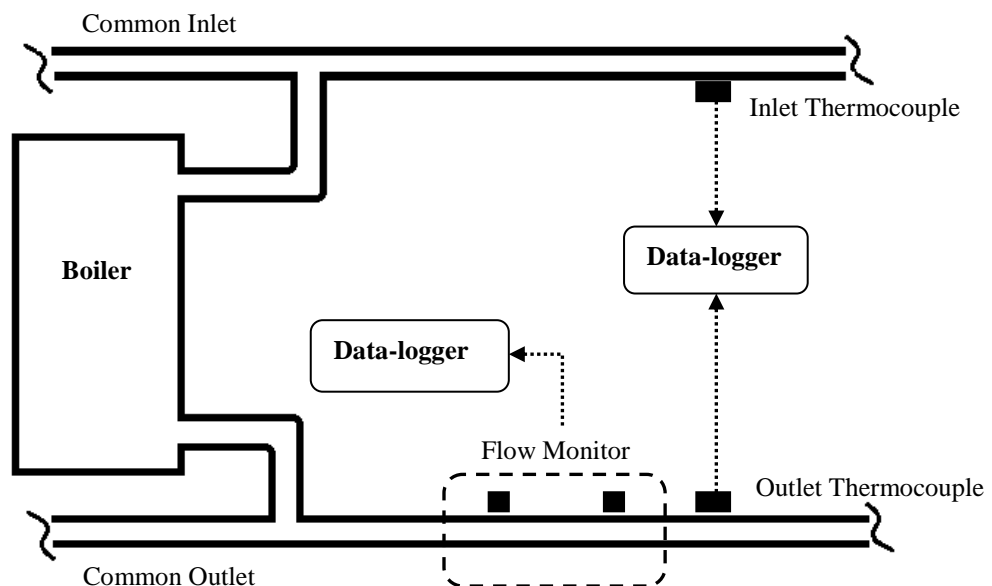 Common Inlet
Inlet Thermocouple
Data-logger
Boiler
Data-logger
Flow Monitor
Outlet Thermocouple
Common Outlet